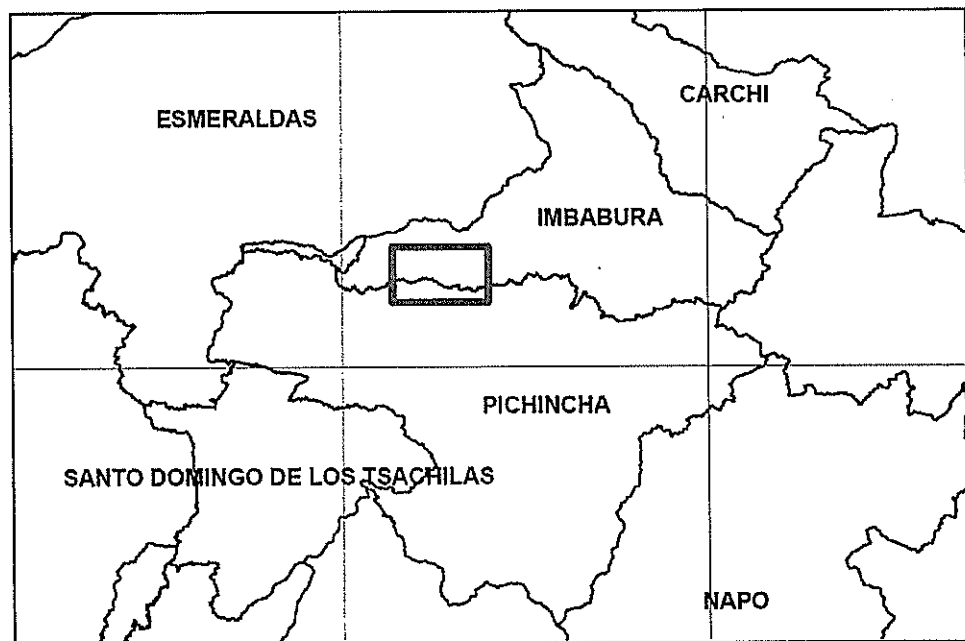 CARCHI
ESMERALDAS
IMBABURA
PICHINCHA
SANTO DOMINGO DE LOS TSACHILAS
NAPO